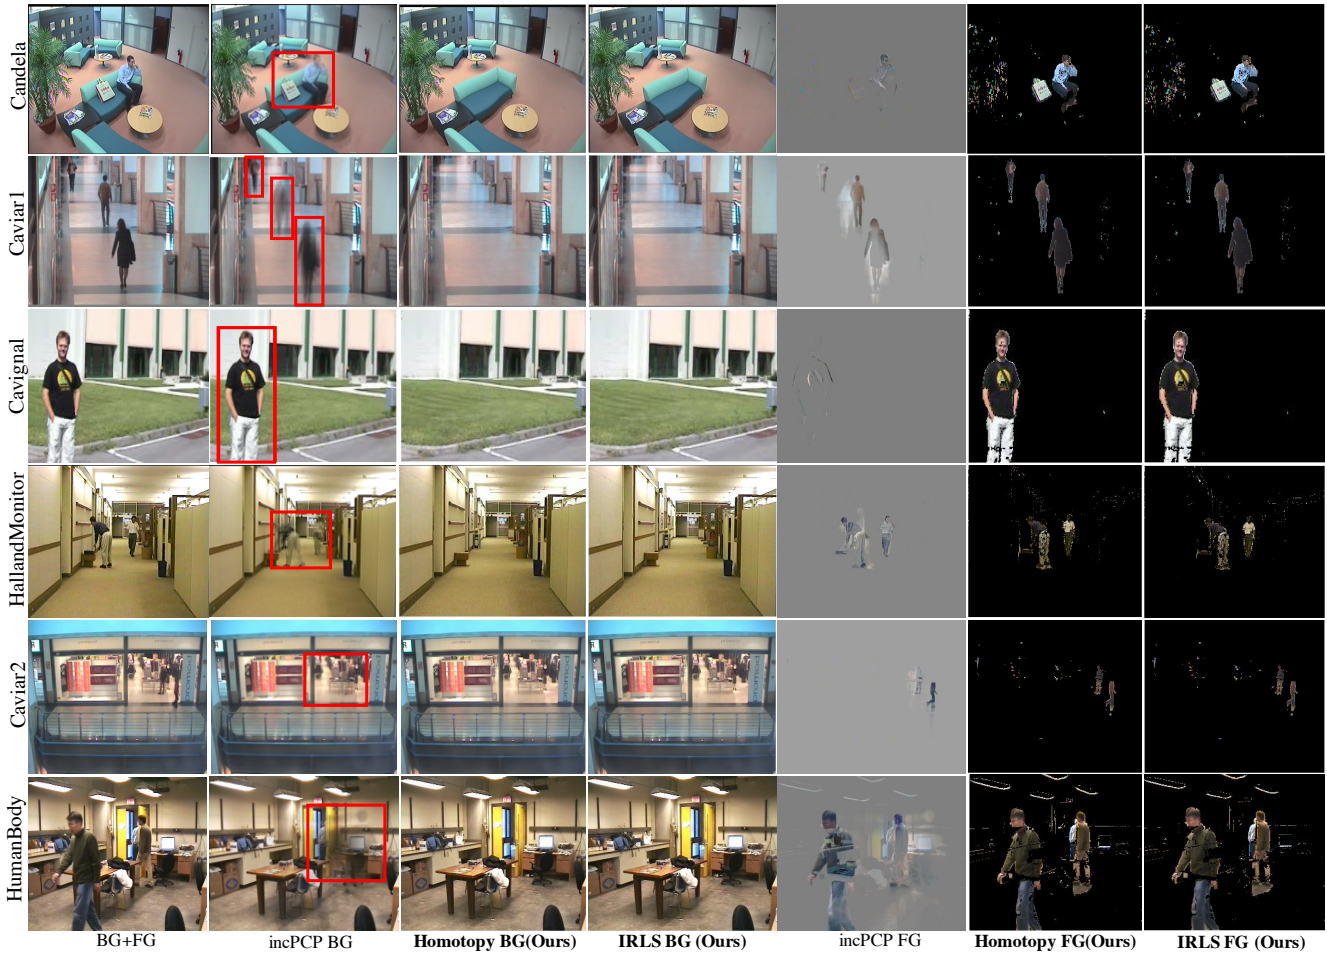 Candela
Caviar1
Cavignal
HallandMonitor
Caviar2
HumanBody
BG+FG
incPCP BG
Homotopy BG(Ours)
IRLS BG (Ours)
incPCP FG
Homotopy FG(Ours)
IRLS FG (Ours)